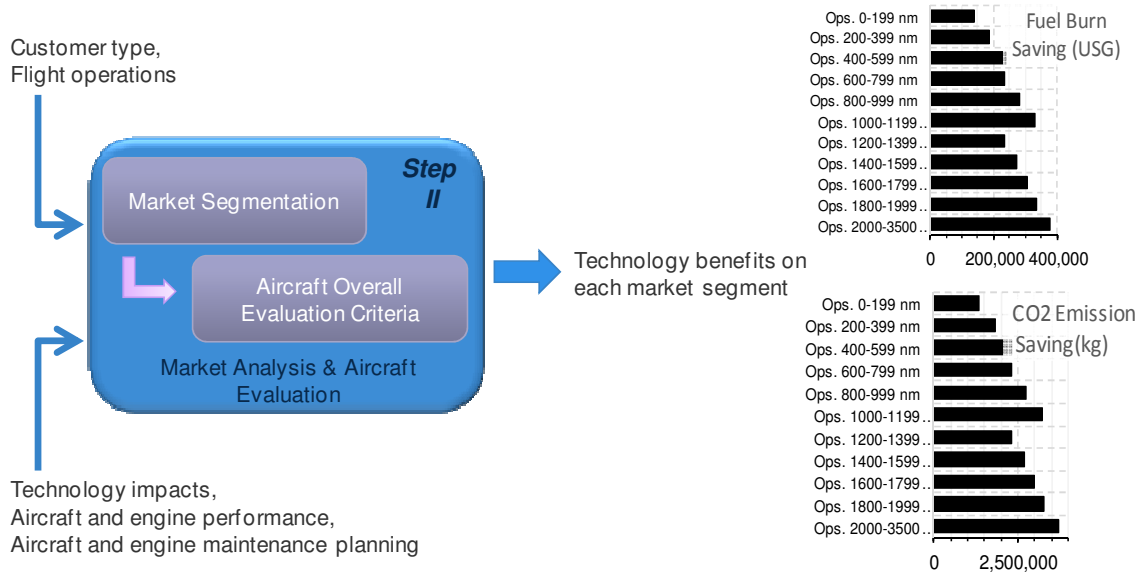 Customer type,
Flight operations
Step
II
Market Segmentation
Aircraft Overall
Evaluation Criteria
Market Analysis & Aircraft
Evaluation
Technology impacts,
Aircraft and engine performance,
Aircraft and engine maintenance planning
Technology benefits on
each market segment
Fuel Burn
Saving (USG)
Ops. 0-199 nm
Ops. 200-399 nm
Ops. 400-599 nm
Ops. 600-799 nm
Ops. 800-999 nm
Ops. 1000-1199 ..
Ops. 1200-1399 ..
Ops. 1400-1599 ..
Ops. 1600-1799 ..
Ops. 1800-1999 ..
Ops. 2000-3500 ..
0 200,000 400,000
CO2 Emission
Saving(kg)
Ops. 0-199 nm
Ops. 200-399 nm
Ops. 400-599 nm
Ops. 600-799 nm
Ops. 800-999 nm
Ops. 1000-1199 ..
Ops. 1200-1399 ..
Ops. 1400-1599 ..
Ops. 1600-1799 ..
Ops. 1800-1999 ..
Ops. 2000-3500 ..
0 2,500,000